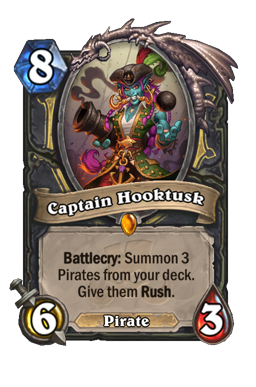 8
Captain Hooktusk
Battlecry: Summon 3
Pirates from your deck.
Give them Rush.
6
Pirate
3